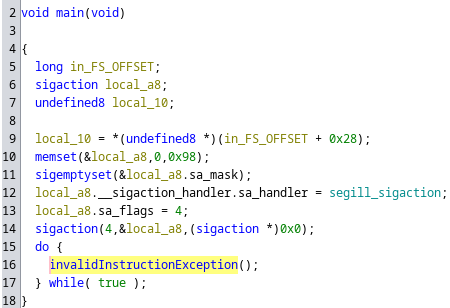 2 void main(void)
3
4 {
5 long in_FS_OFFSET;
6 sigaction local_a8;
7 undefined8 local_10;
8
9 local_10 = *(undefined8 *)(in_FS_OFFSET + 0x28);
10 memset(&local_a8,0,0x98);
11 sigemptyset(&local_a8.sa_mask);
12 local_a8.__sigaction_handler.sa_handler = segill_sigaction;
13 local_a8.sa_flags = 4;
14 sigaction(4,&local_a8,(sigaction *)0x0);
15 do {
16 invalidInstructionException();
17 } while( true );
18 }